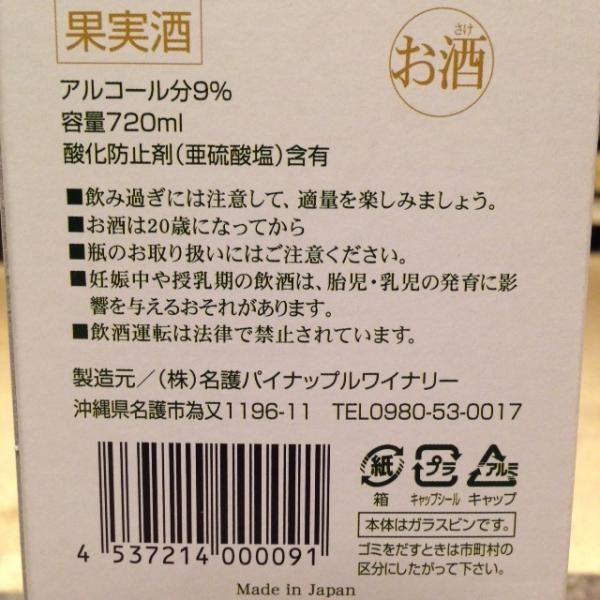 果実酒
さけ
お酒
アルコール分9%
容量720ml
酸化防止剤(亜硫酸塩)含有
■飲み過ぎには注意して、適量を楽しみましょう。
■お酒は20歳になってから
■瓶のお取り扱いにはご注意ください。
■妊娠中や授乳期の飲酒は、胎児・乳児の発育に影
響を与えるおそれがあります。
■飲酒運転は法律で禁止されています。
製造元/(株)名護パイナップルワイナリー
沖縄県名護市為又1196-11 TEL0980-53-0017
紙 プラ アルミ
箱 キャップシール キャップ
本体はガラスビンです。
ゴミをだすときは市町村の
区分にしたがって下さい。
4 537214 000091
Made in Japan